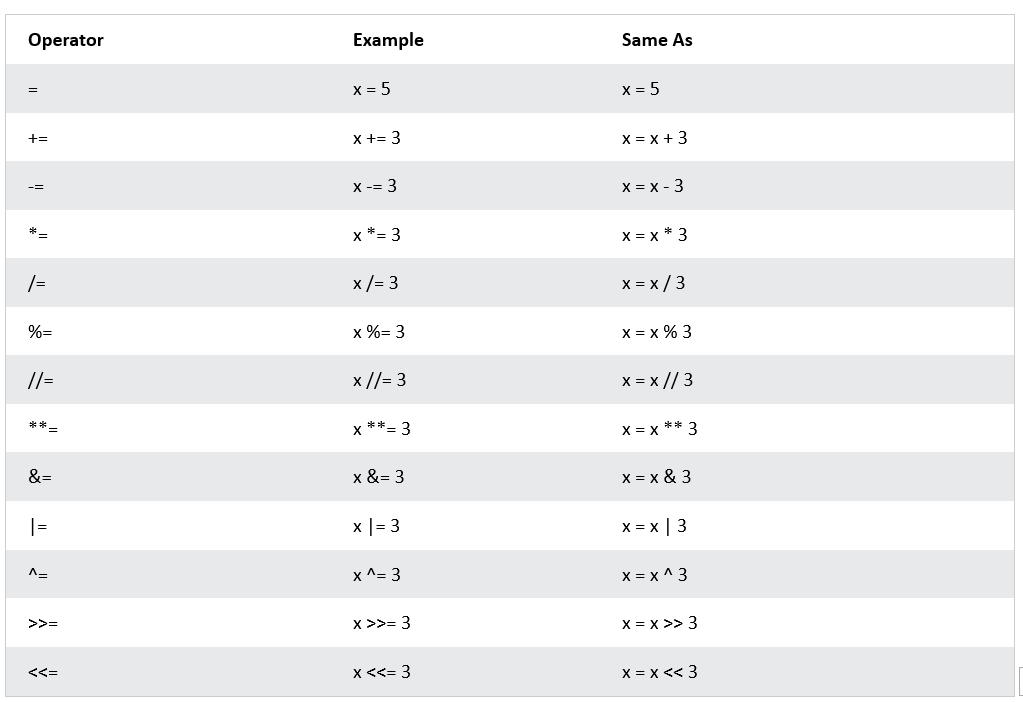 Operator Example Same As
= x = 5 x = 5
+= x += 3 x = x + 3
-= x -= 3 x = x - 3
*= x *= 3 x = x * 3
/= x /= 3 x = x / 3
%= x %= 3 x = x % 3
//= x //= 3 x = x // 3
**= x **= 3 x = x ** 3
&= x &= 3 x = x & 3
|= x |= 3 x = x | 3
^= x ^= 3 x = x ^ 3
>>= x >>= 3 x = x >> 3
<<= x <<= 3 x = x << 3